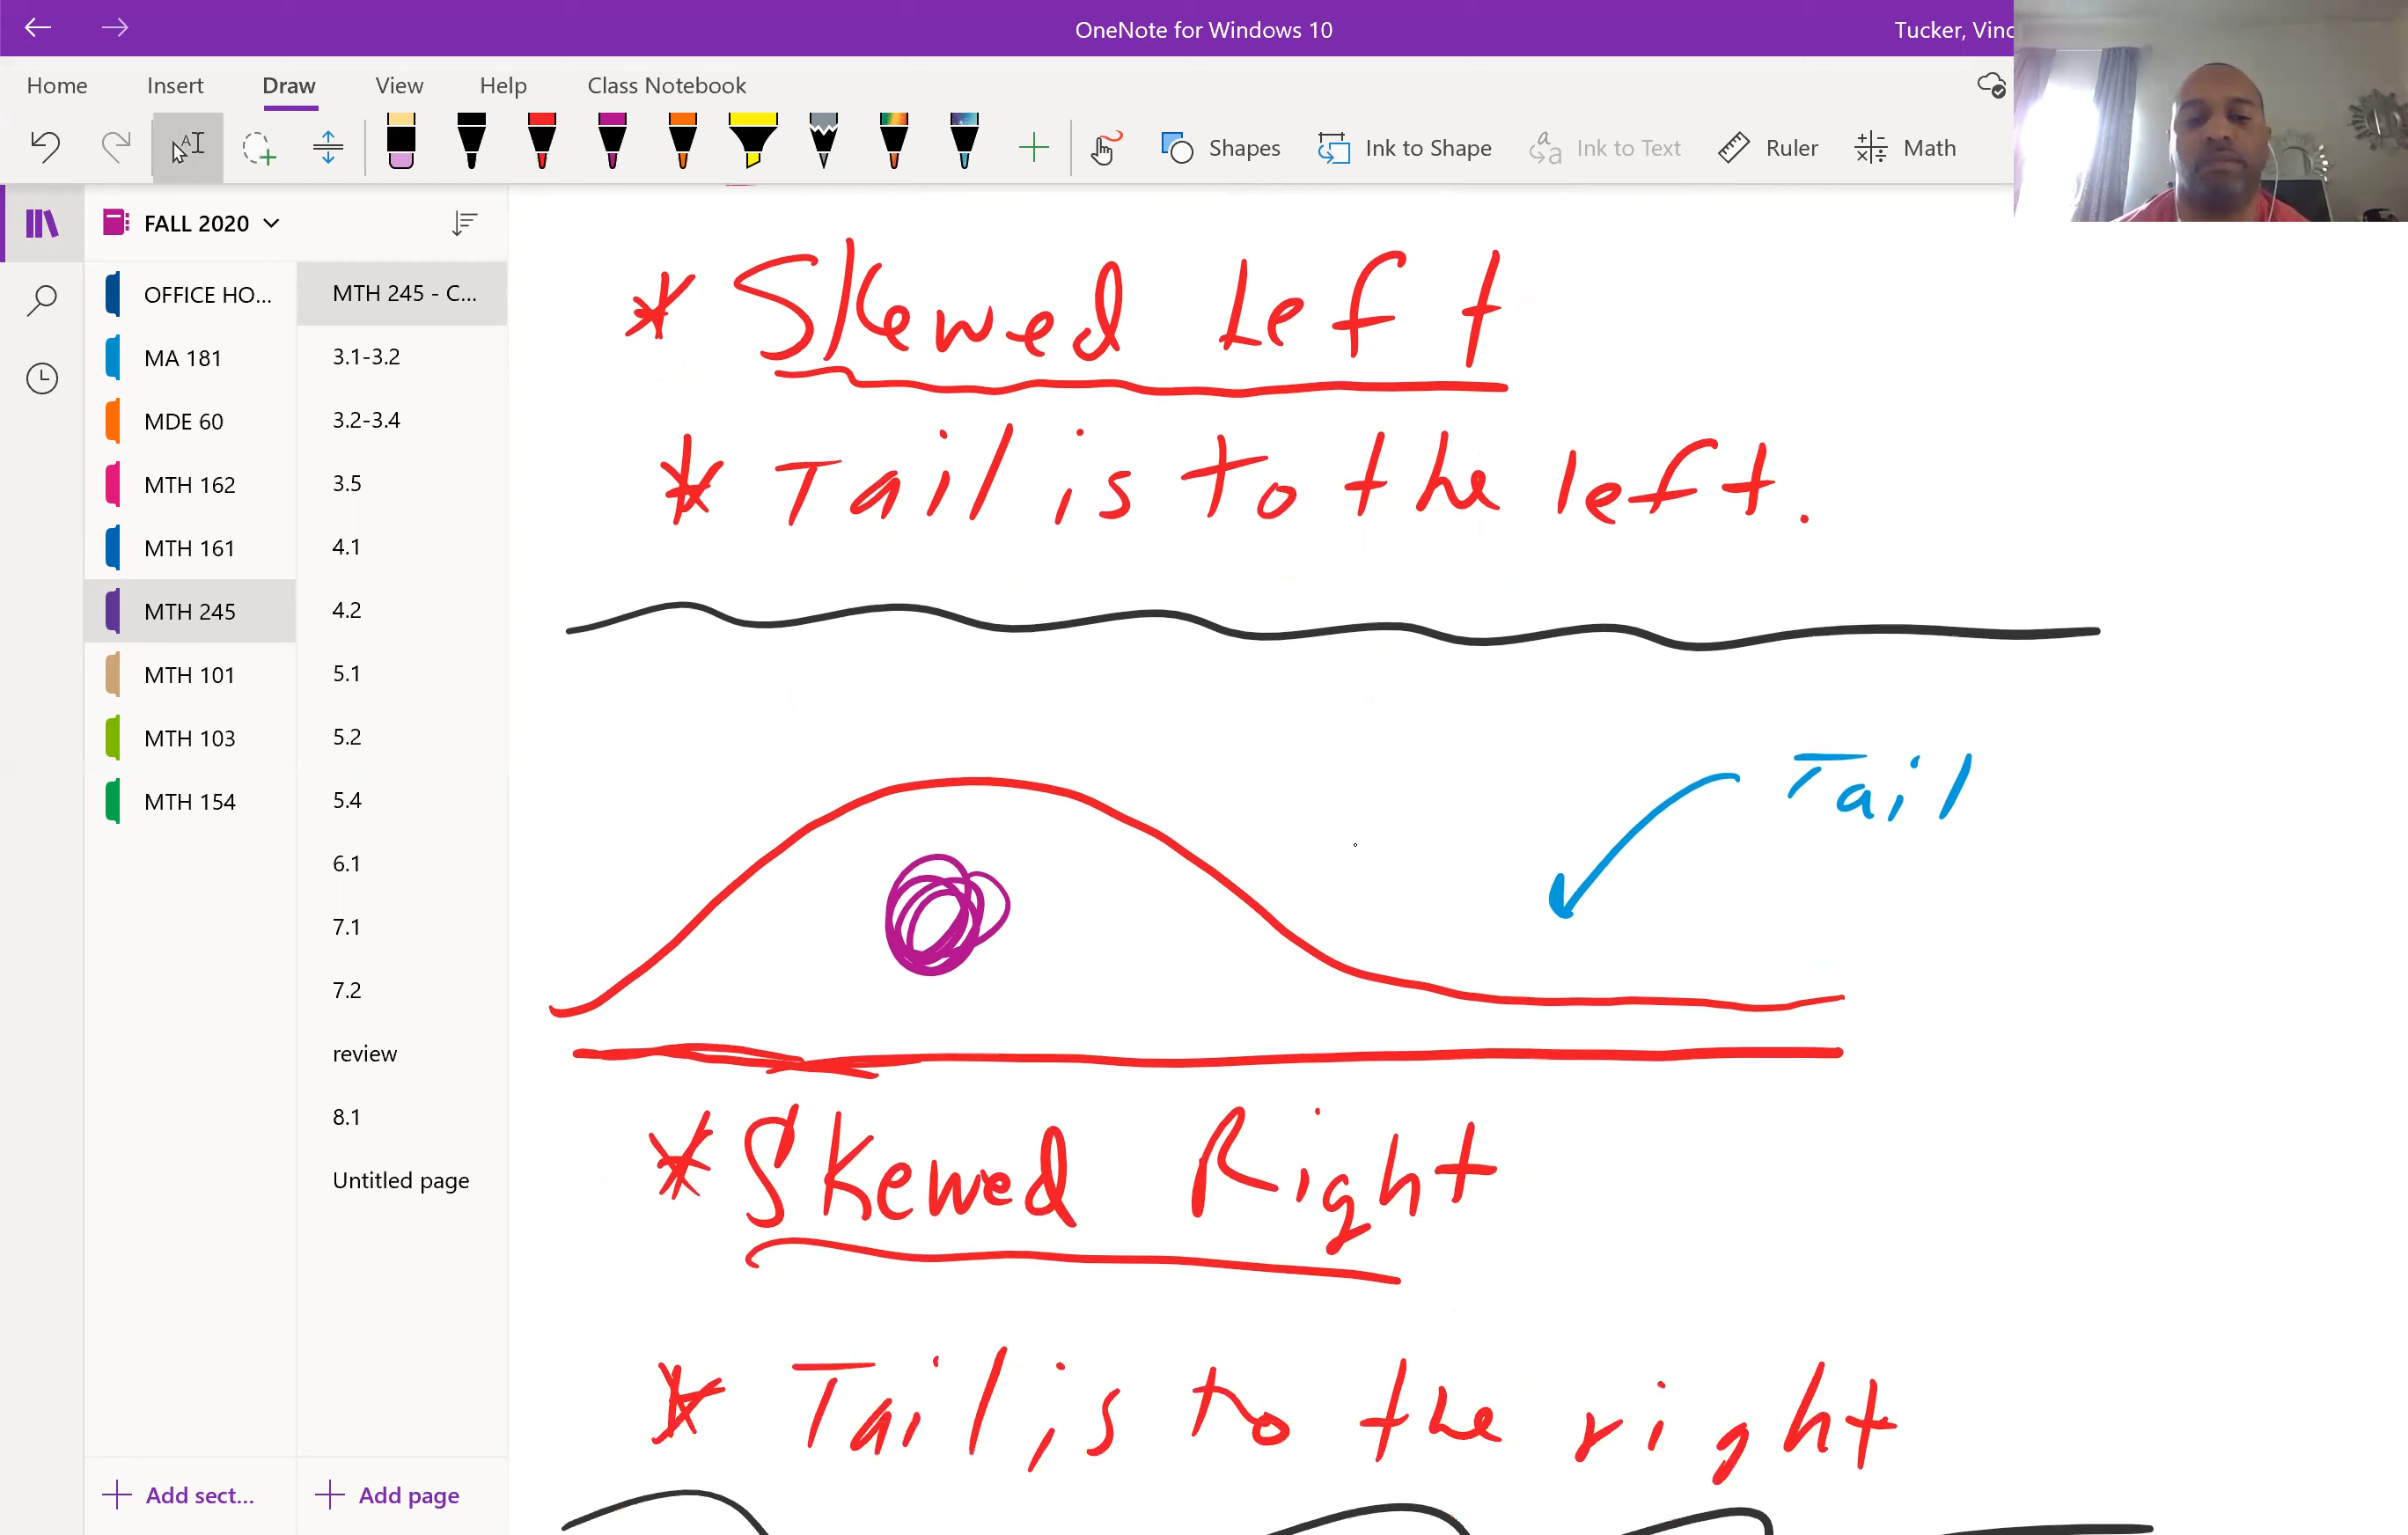 OneNote for Windows 10
Tucker, Vinc
Home Insert Draw View Help Class Notebook
Shapes Ink to Shape Ink to Text Ruler Math
FALL 2020
OFFICE HO...
MA 181
MDE 60
MTH 162
MTH 161
MTH 245
MTH 101
MTH 103
MTH 154
Add sect...
MTH 245 - C...
3.1-3.2
3.2-3.4
3.5
4.1
4.2
5.1
5.2
5.4
6.1
7.1
7.2
review
8.1
Untitled page
Add page
* Skewed Left
* Tail is to the left.
Tail
* Skewed Right
* Tail is to the right